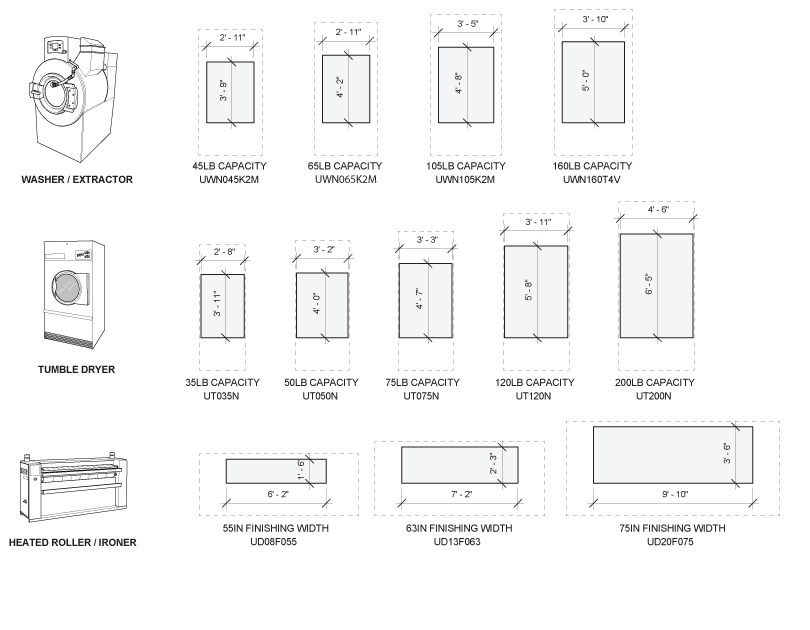 2' - 11"
3' - 9"
45LB CAPACITY
UWN045K2M
2' - 11"
4' - 2"
65LB CAPACITY
UWN065K2M
3' - 5"
4' - 8"
105LB CAPACITY
UWN105K2M
3' - 10"
5' - 0"
160LB CAPACITY
UWN160T4V
WASHER / EXTRACTOR
2' - 8"
3' - 11"
35LB CAPACITY
UT035N
3' - 2"
4' - 0"
50LB CAPACITY
UT050N
3' - 3"
4' - 7"
75LB CAPACITY
UT075N
3' - 11"
5' - 8"
120LB CAPACITY
UT120N
4' - 6"
6' - 5"
200LB CAPACITY
UT200N
TUMBLE DRYER
1' - 6"
6' - 2"
55IN FINISHING WIDTH
UD08F055
2' - 3"
7' - 2"
63IN FINISHING WIDTH
UD13F063
3' - 6"
9' - 10"
75IN FINISHING WIDTH
UD20F075
HEATED ROLLER / IRONER